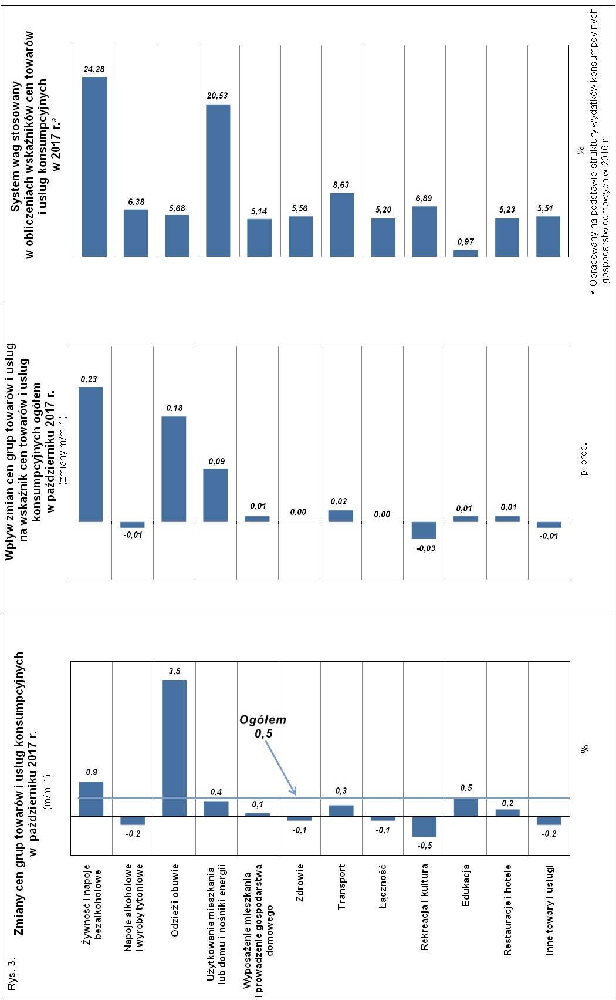 Rys. 3.
Zmiany cen grup towarów i usług konsumpcyjnych
w październiku 2017 r.
(m/m-1)
Ogółem
0,5
0,9
-0,2
3,5
0,4
0,1
-0,1
0,3
-0,1
-0,5
0,5
0,2
-0,2
%
Żywność i napoje
bezalkoholowe
Napoje alkoholowe
i wyroby tytoniowe
Odzież i obuwie
Użytkowanie mieszkania
lub domu i nośniki energii
Wyposażenie mieszkania
i prowadzenie gospodarstwa
domowego
Zdrowie
Transport
Łączność
Rekreacja i kultura
Edukacja
Restauracje i hotele
Inne towary i usługi
Wpływ zmian cen grup towarów i usług
na wskaźnik cen towarów i usług
konsumpcyjnych ogółem
w październiku 2017 r.
(zmiany m/m-1)
0,23
-0,01
0,18
0,09
0,01
0,00
0,02
0,00
-0,03
0,01
0,01
-0,01
p. proc.
System wag stosowany
w obliczeniach wskaźników cen towarów
i usług konsumpcyjnych
w 2017 r.a
24,28
6,38
5,68
20,53
5,14
5,56
8,63
5,20
6,89
0,97
5,23
5,51
%
a Opracowany na podstawie struktury wydatków konsumpcyjnych
gospodarstw domowych w 2016 r.